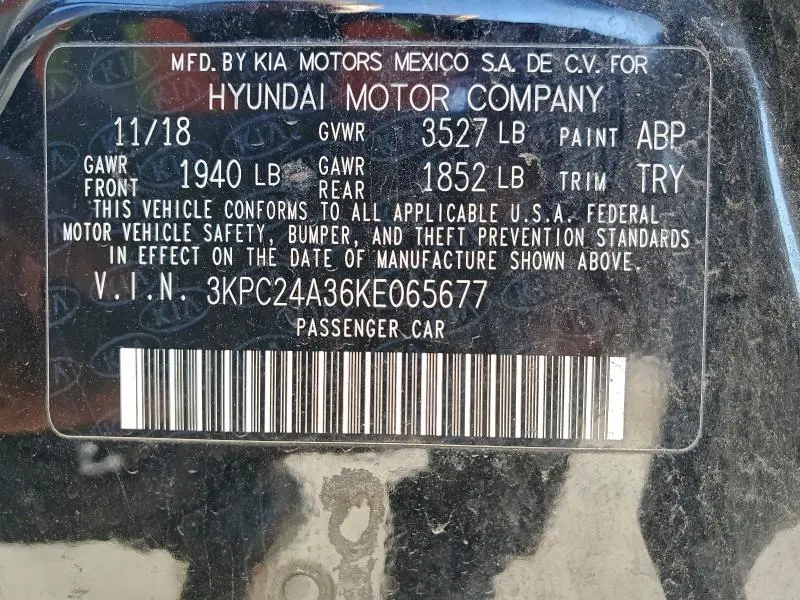 MFD. BY KIA MOTORS MEXICO S.A. DE C.V. FOR
HYUNDAI MOTOR COMPANY
11/18 GVWR 3527 LB PAINT ABP
GAWR FRONT 1940 LB GAWR REAR 1852 LB TRIM TRY
THIS VEHICLE CONFORMS TO ALL APPLICABLE U.S.A. FEDERAL
MOTOR VEHICLE SAFETY, BUMPER, AND THEFT PREVENTION STANDARDS
IN EFFECT ON THE DATE OF MANUFACTURE SHOWN ABOVE.
V.I.N. 3KPC24A36KE065677
PASSENGER CAR